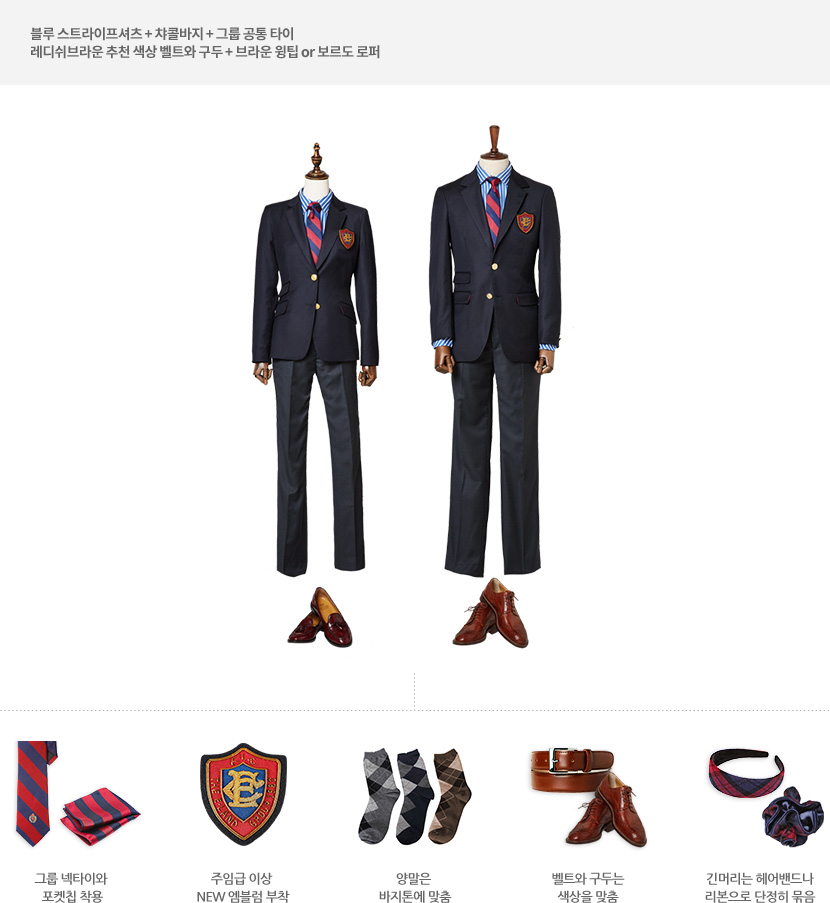 블루 스트라이프셔츠 + 챠콜바지 + 그룹 공통 타이
레디쉬브라운 추천 색상 벨트와 구두 + 브라운 윙팁 or 보르도 로퍼
그룹 넥타이와
포켓칩 착용
주임급 이상
NEW 엠블럼 부착
양말은
바지톤에 맞춤
벨트와 구두는
색상을 맞춤
긴머리는 헤어밴드나
리본으로 단정히 묶음